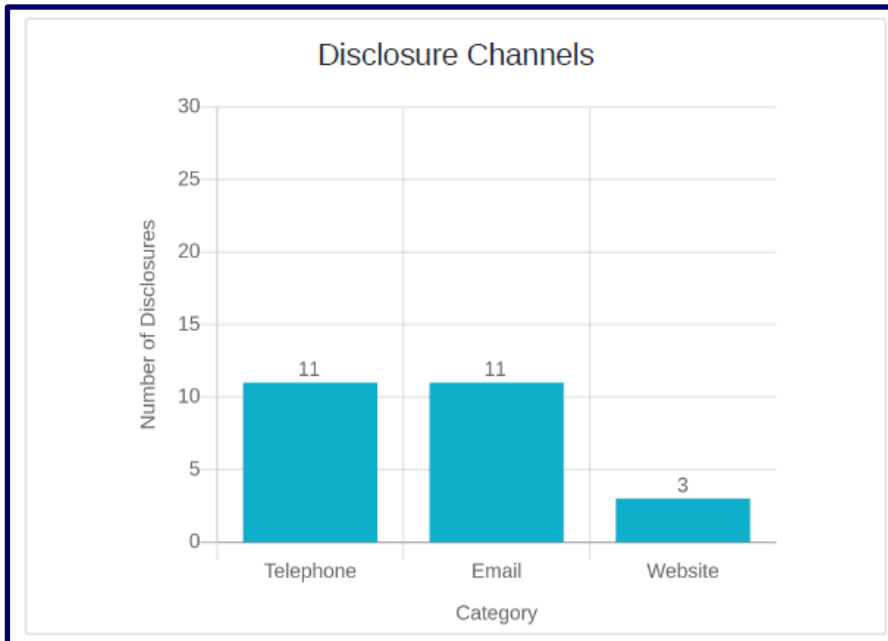 Disclosure Channels
30
25
20
15
10
5
0
Number of Disclosures
11
11
3
Telephone Email Website
Category